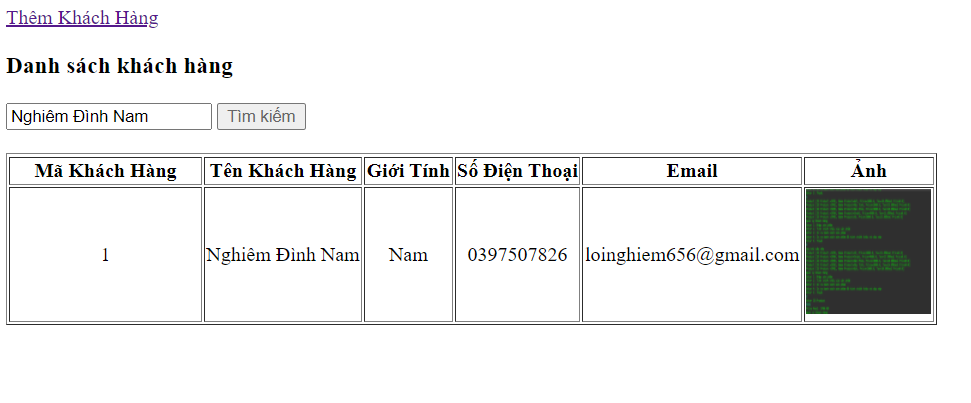 Thêm Khách Hàng
Danh sách khách hàng
Nghiêm Đình Nam Tìm kiếm
Mã Khách Hàng Tên Khách Hàng Giới Tính Số Điện Thoại Email Ảnh
1 Nghiêm Đình Nam Nam 0397507826 loinghiem656@gmail.com